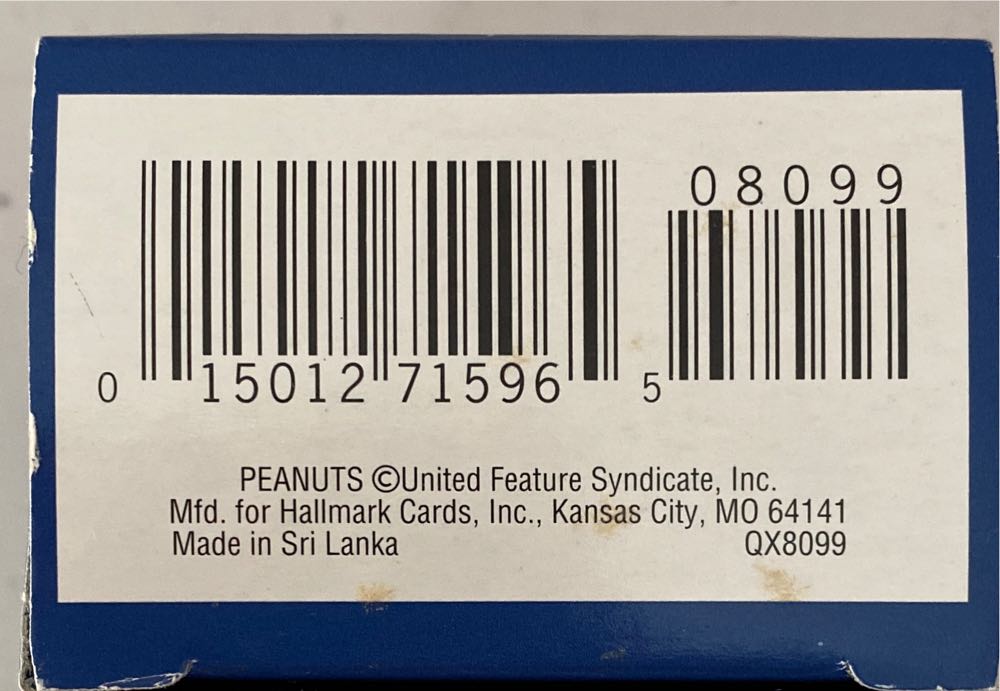 08099
0 15012 71596 5
PEANUTS ©United Feature Syndicate, Inc.
Mfd. for Hallmark Cards, Inc., Kansas City, MO 64141
Made in Sri Lanka QX8099